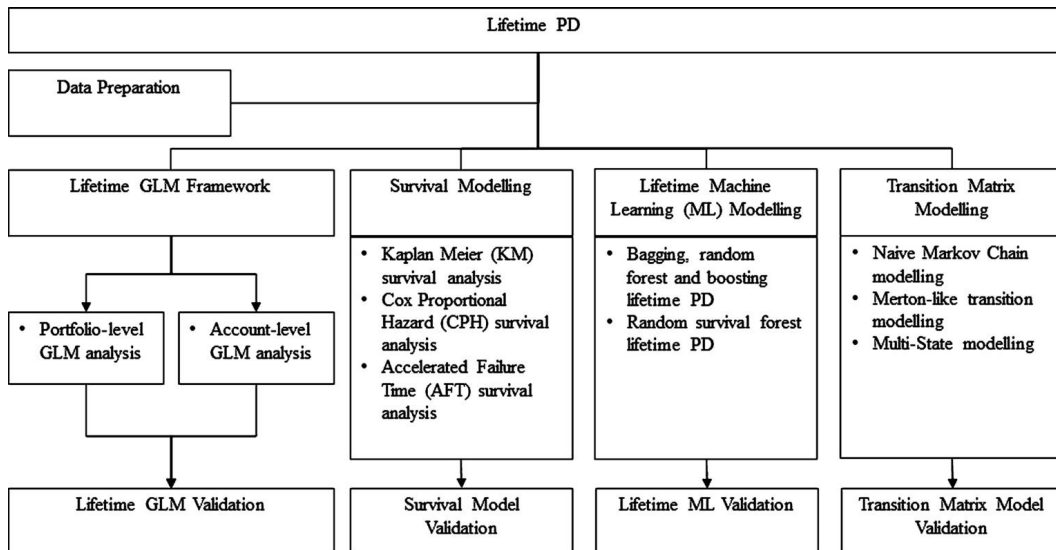 Lifetime PD
Data Preparation
Lifetime GLM Framework
• Portfolio-level
GLM analysis
• Account-level
GLM analysis
Lifetime GLM Validation
Survival Modelling
• Kaplan Meier (KM)
survival analysis
• Cox Proportional
Hazard (CPH) survival
analysis
• Accelerated Failure
Time (AFT) survival
analysis
Survival Model
Validation
Lifetime Machine
Learning (ML) Modelling
• Bagging, random
forest and boosting
lifetime PD
• Random survival forest
lifetime PD
Lifetime ML Validation
Transition Matrix
Modelling
• Naive Markov Chain
modelling
• Merton-like transition
modelling
• Multi-State modelling
Transition Matrix Model
Validation